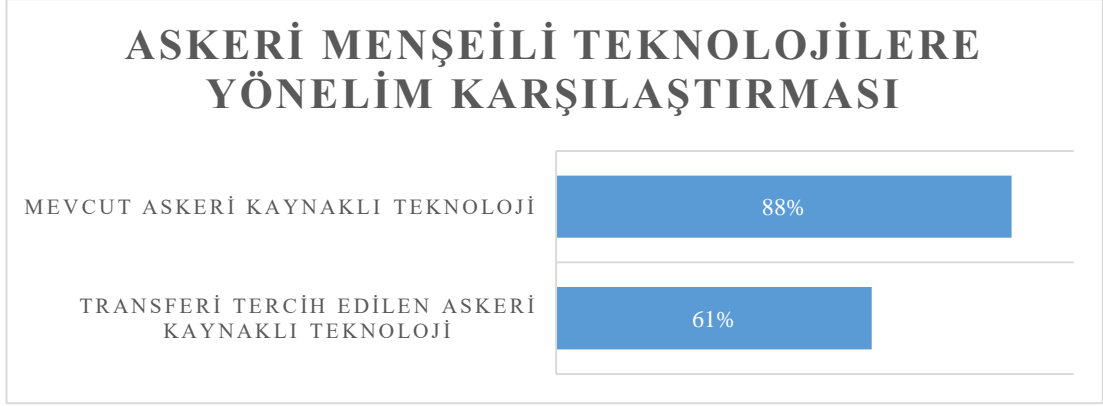 ASKERİ MENŞEİLİ TEKNOLOJİLERE
YÖNELİM KARŞILAŞTIRMASI
MEVCUT ASKERİ KAYNAKLI TEKNOLOJİ
88%
TRANSFERİ TERCİH EDİLEN ASKERİ
KAYNAKLI TEKNOLOJİ
61%